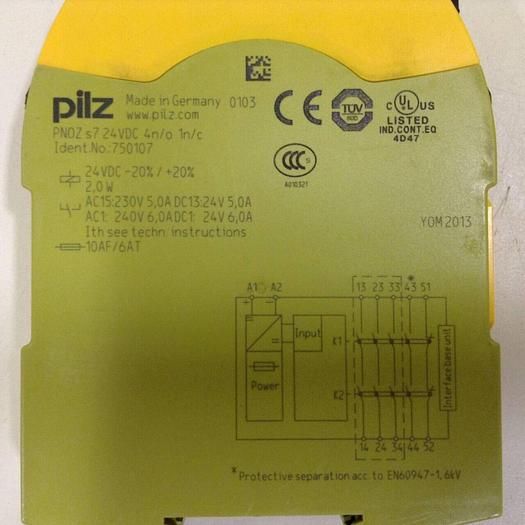 pilz
Made in Germany 0103
www.pilz.com
PNOZ s7 24VDC 4n/o 1n/c
Ident.No.:750107
CE
TÜV
C UL US
LISTED
IND.CONT.EQ
4D47
CCC
A010321
24VDC -20% / +20%
2,0 W
AC15:230V 5,0A DC13:24V 5,0A
AC1: 240V 6,0A DC1: 24V 6,0A
Ith see techn. instructions
10AF/6AT
YOM 2013
A1 A2 13 23 33 43 51
*
+ -
Input
Power
K1
K2
Interface base unit
14 24 34 44 52
*Protective separation acc. to EN60947-1, 6kV